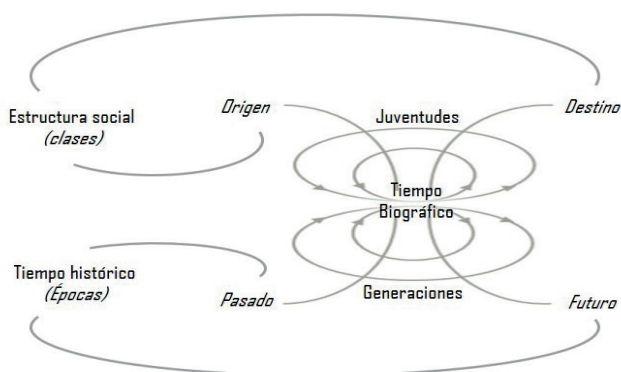 Estructura social
(clases)
Origen
Juventudes
Destino
Tiempo
Biográfico
Tiempo histórico
(Épocas)
Pasado
Generaciones
Futuro